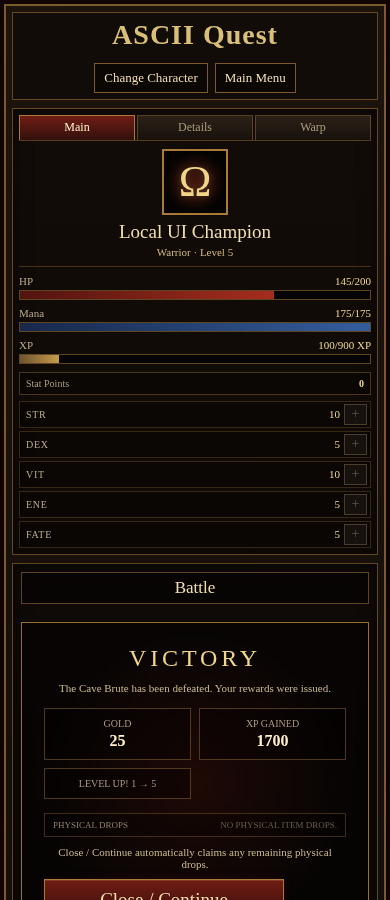 ASCII Quest
Change Character Main Menu
Main Details Warp
Ω
Local UI Champion
Warrior · Level 5
HP 145/200
Mana 175/175
XP 100/900 XP
Stat Points 0
STR 10 +
DEX 5 +
VIT 10 +
ENE 5 +
FATE 5 +
Battle
VICTORY
The Cave Brute has been defeated. Your rewards were issued.
GOLD XP GAINED
25 1700
LEVEL UP! 1 → 5
PHYSICAL DROPS NO PHYSICAL ITEM DROPS.
Close / Continue automatically claims any remaining physical
drops.
Close / Continue